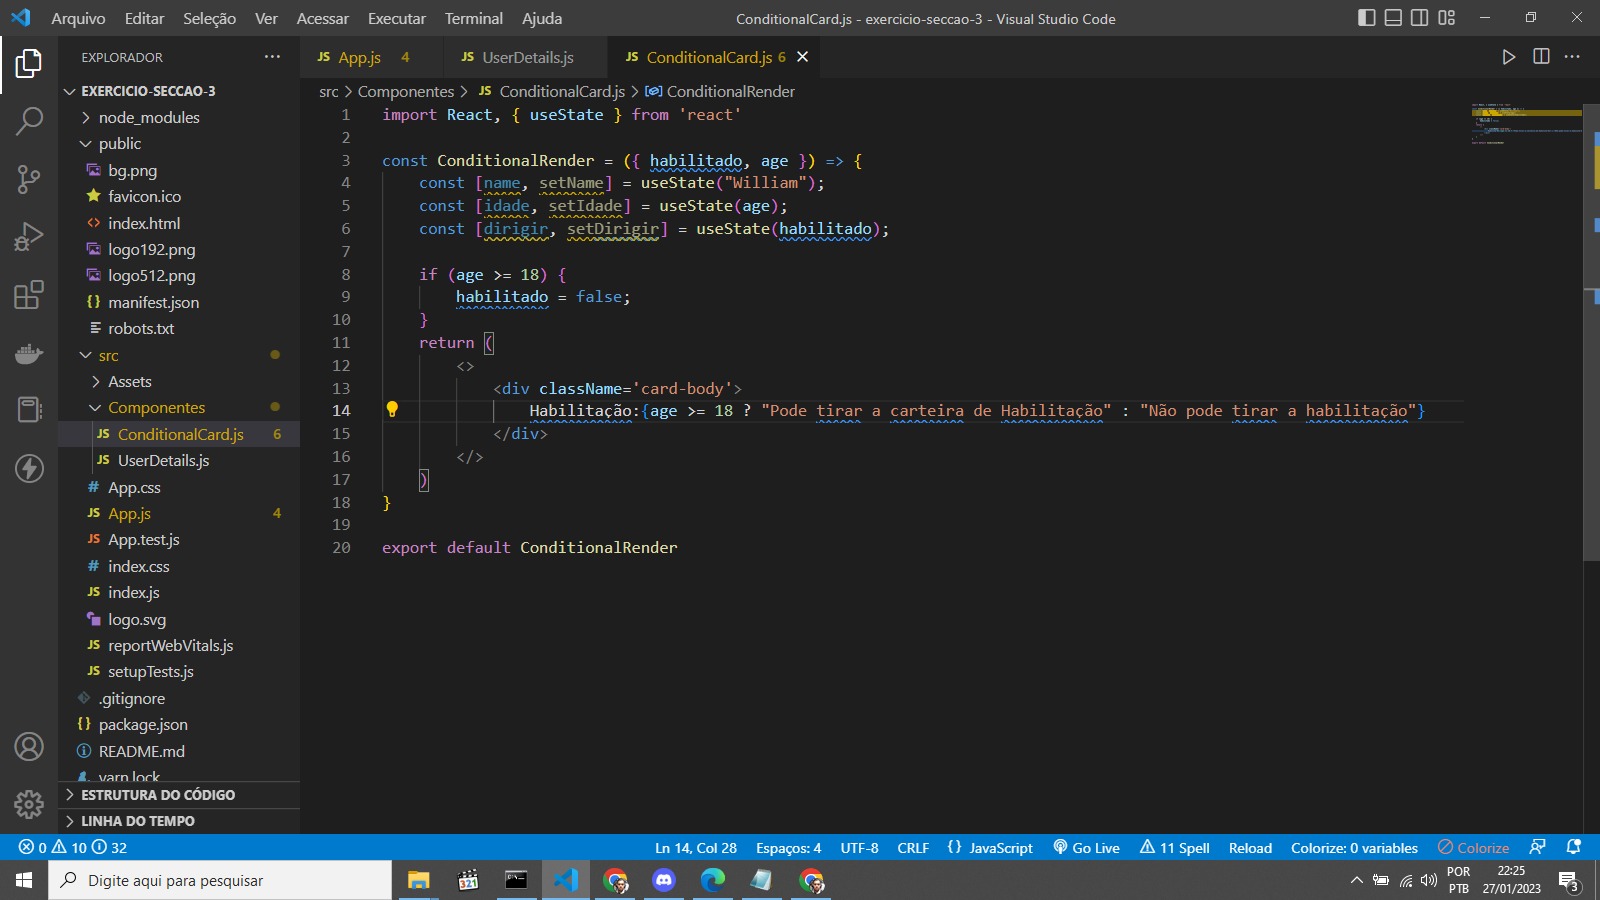 Arquivo Editar Seleção Ver Acessar Executar Terminal Ajuda
ConditionalCard.js - exercicio-seccao-3 - Visual Studio Code
EXPLORADOR
JS App.js 4
JS UserDetails.js
JS ConditionalCard.js 6
src > Componentes > JS ConditionalCard.js > ConditionalRender
EXERCICIO-SECCAO-3
node_modules
public
bg.png
favicon.ico
index.html
logo192.png
logo512.png
manifest.json
robots.txt
src
Assets
Componentes
JS ConditionalCard.js 6
JS UserDetails.js
# App.css
JS App.js 4
JS App.test.js
# index.css
JS index.js
logo.svg
JS reportWebVitals.js
JS setupTests.js
.gitignore
{} package.json
README.md
yarn.lock
ESTRUTURA DO CÓDIGO
LINHA DO TEMPO
1 import React, { useState } from 'react'
2
3 const ConditionalRender = ({ habilitado, age }) => {
4 const [name, setName] = useState("William");
5 const [idade, setIdade] = useState(age);
6 const [dirigir, setDirigir] = useState(habilitado);
7
8 if (age >= 18) {
9 habilitado = false;
10 }
11 return (
12 <>
13 <div className='card-body'>
14 Habilitação:{age >= 18 ? "Pode tirar a carteira de Habilitação" : "Não pode tirar a habilitação"}
15 </div>
16 </>
17 )
18 }
19
20 export default ConditionalRender
0 10 32
Ln 14, Col 28 Espaços: 4 UTF-8 CRLF {} JavaScript Go Live 11 Spell Reload Colorize: 0 variables Colorize
Digite aqui para pesquisar
321
POR
PTB
22:25
27/01/2023
3